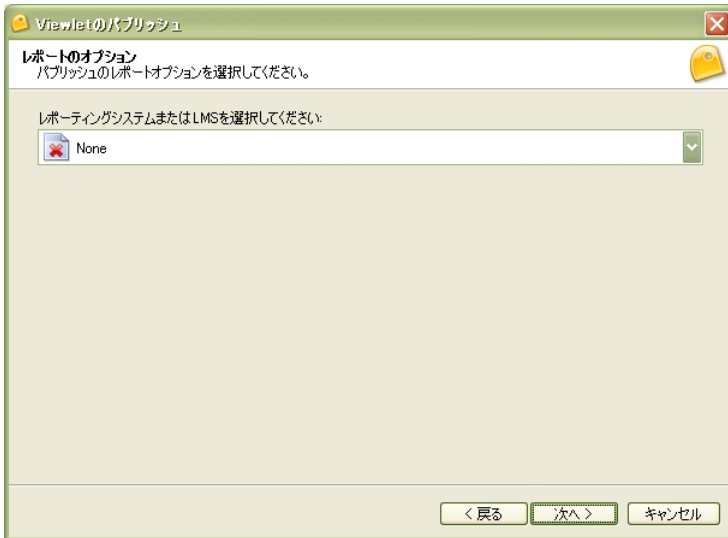 Viewletのパブリッシュ
レポートのオプション
パブリッシュのレポートオプションを選択してください。
レポーティングシステムまたはLMSを選択してください:
None
< 戻る
次へ >
キャンセル